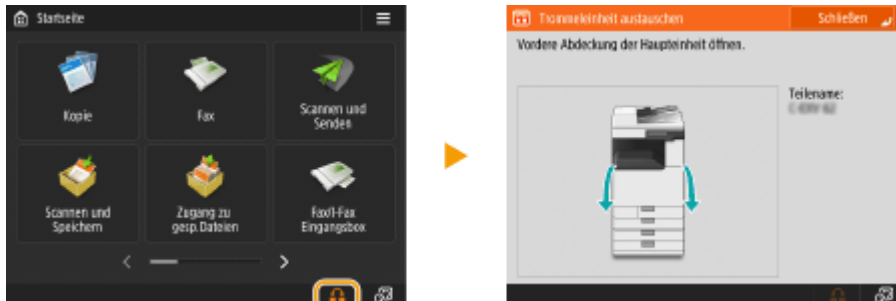 Startseite
Kopie
Fax
Scannen und
Senden
Scannen und
Speichern
Zugang zu
gesp.Dateien
Fax/I-Fax
Eingangsbox
Trommeleinheit austauschen
Schließen
Vordere Abdeckung der Haupteinheit öffnen.
Teilename: